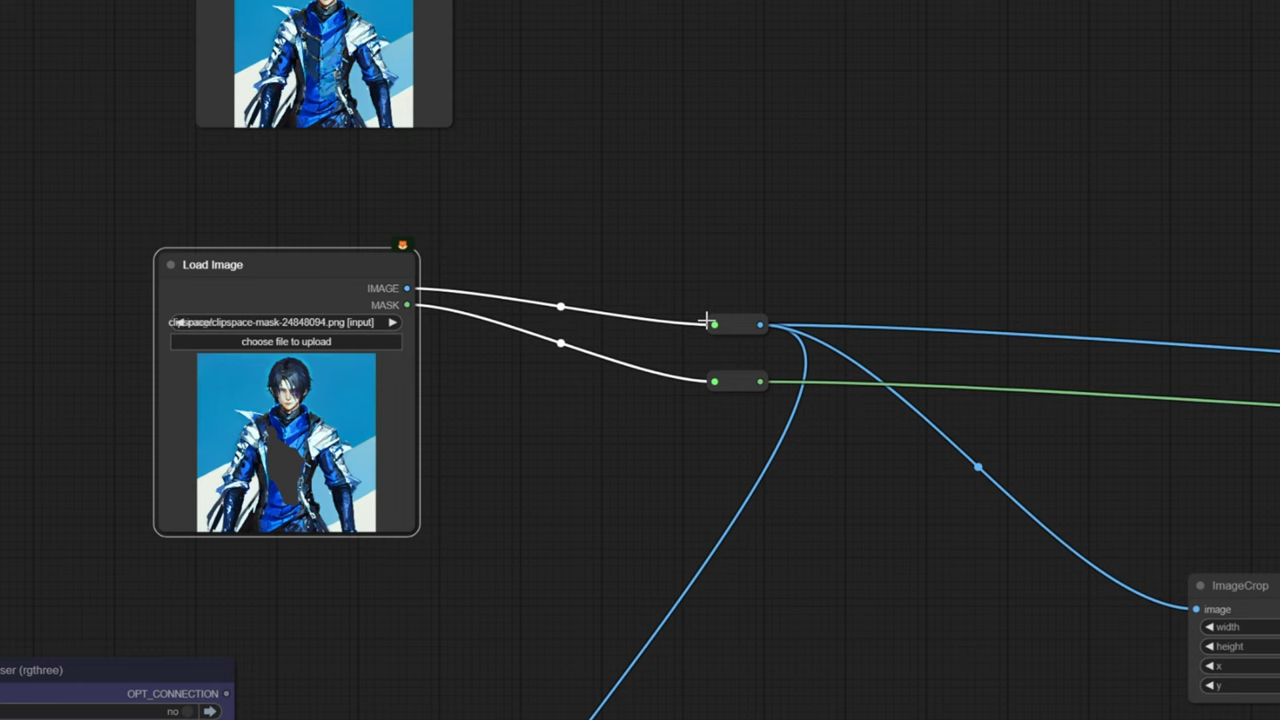 Load Image
IMAGE
MASK
clipspace/clipspace-mask-24848094.png [input]
choose file to upload
ImageCrop
image
width
height
x
y
ser (rgthree)
OPT_CONNECTION
no